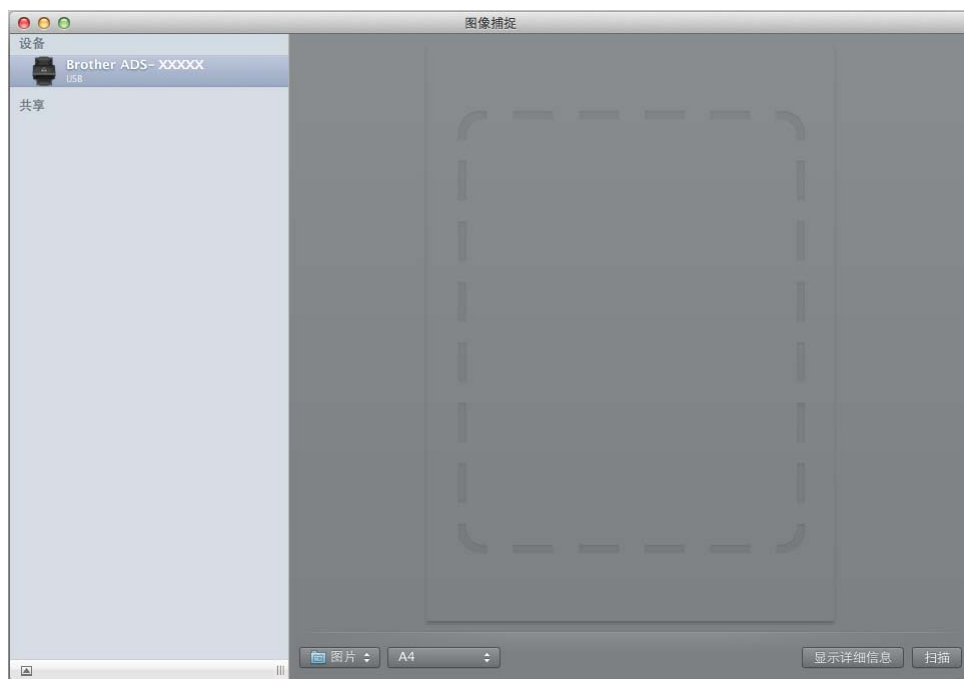 图像捕捉
设备
Brother ADS- XXXXX
USB
共享
图片
A4
显示详细信息
扫描